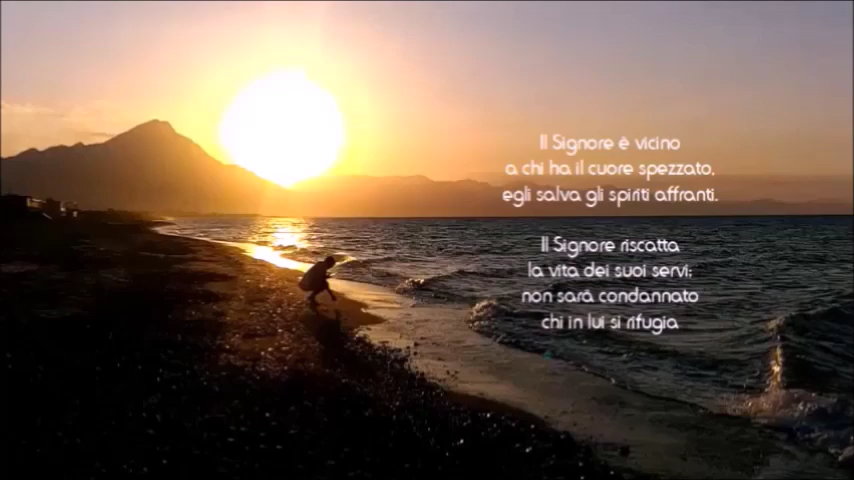 Il Signore è vicino
a chi ha il cuore spezzato,
egli salva gli spiriti affranti.
Il Signore riscatta
la vita dei suoi servi;
non sarà condannato
chi in lui si rifugia